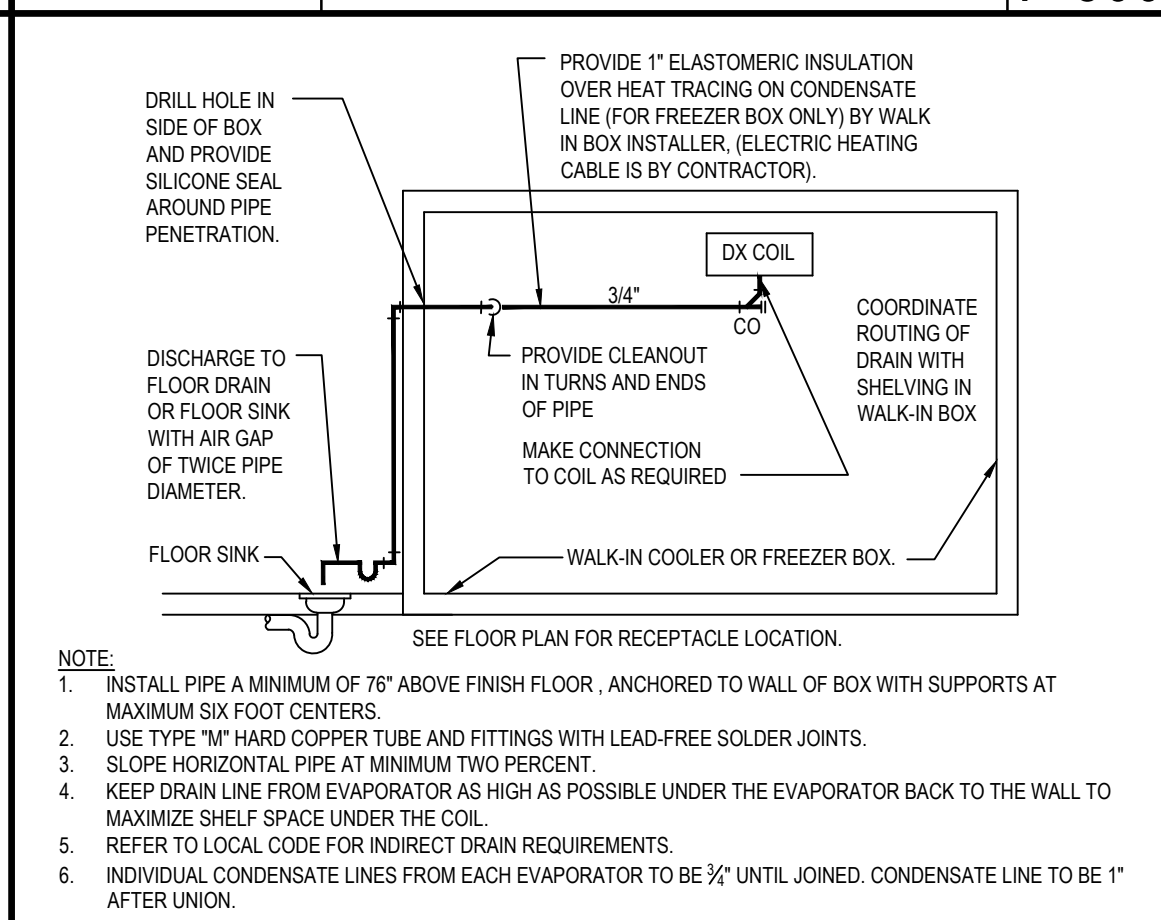 PROVIDE 1" ELASTOMERIC INSULATION
OVER HEAT TRACING ON CONDENSATE
LINE (FOR FREEZER BOX ONLY) BY WALK
IN BOX INSTALLER, (ELECTRIC HEATING
CABLE IS BY CONTRACTOR).
DRILL HOLE IN
SIDE OF BOX
AND PROVIDE
SILICONE SEAL
AROUND PIPE
PENETRATION.
DX COIL
3/4"
CO
COORDINATE
ROUTING OF
DRAIN WITH
SHELVING IN
WALK-IN BOX
DISCHARGE TO
FLOOR DRAIN
OR FLOOR SINK
WITH AIR GAP
OF TWICE PIPE
DIAMETER.
PROVIDE CLEANOUT
IN TURNS AND ENDS
OF PIPE
MAKE CONNECTION
TO COIL AS REQUIRED
FLOOR SINK
WALK-IN COOLER OR FREEZER BOX.
SEE FLOOR PLAN FOR RECEPTACLE LOCATION.
NOTE:
1. INSTALL PIPE A MINIMUM OF 76" ABOVE FINISH FLOOR , ANCHORED TO WALL OF BOX WITH SUPPORTS AT
MAXIMUM SIX FOOT CENTERS.
2. USE TYPE "M" HARD COPPER TUBE AND FITTINGS WITH LEAD-FREE SOLDER JOINTS.
3. SLOPE HORIZONTAL PIPE AT MINIMUM TWO PERCENT.
4. KEEP DRAIN LINE FROM EVAPORATOR AS HIGH AS POSSIBLE UNDER THE EVAPORATOR BACK TO THE WALL TO
MAXIMIZE SHELF SPACE UNDER THE COIL.
5. REFER TO LOCAL CODE FOR INDIRECT DRAIN REQUIREMENTS.
6. INDIVIDUAL CONDENSATE LINES FROM EACH EVAPORATOR TO BE ¾" UNTIL JOINED. CONDENSATE LINE TO BE 1"
AFTER UNION.